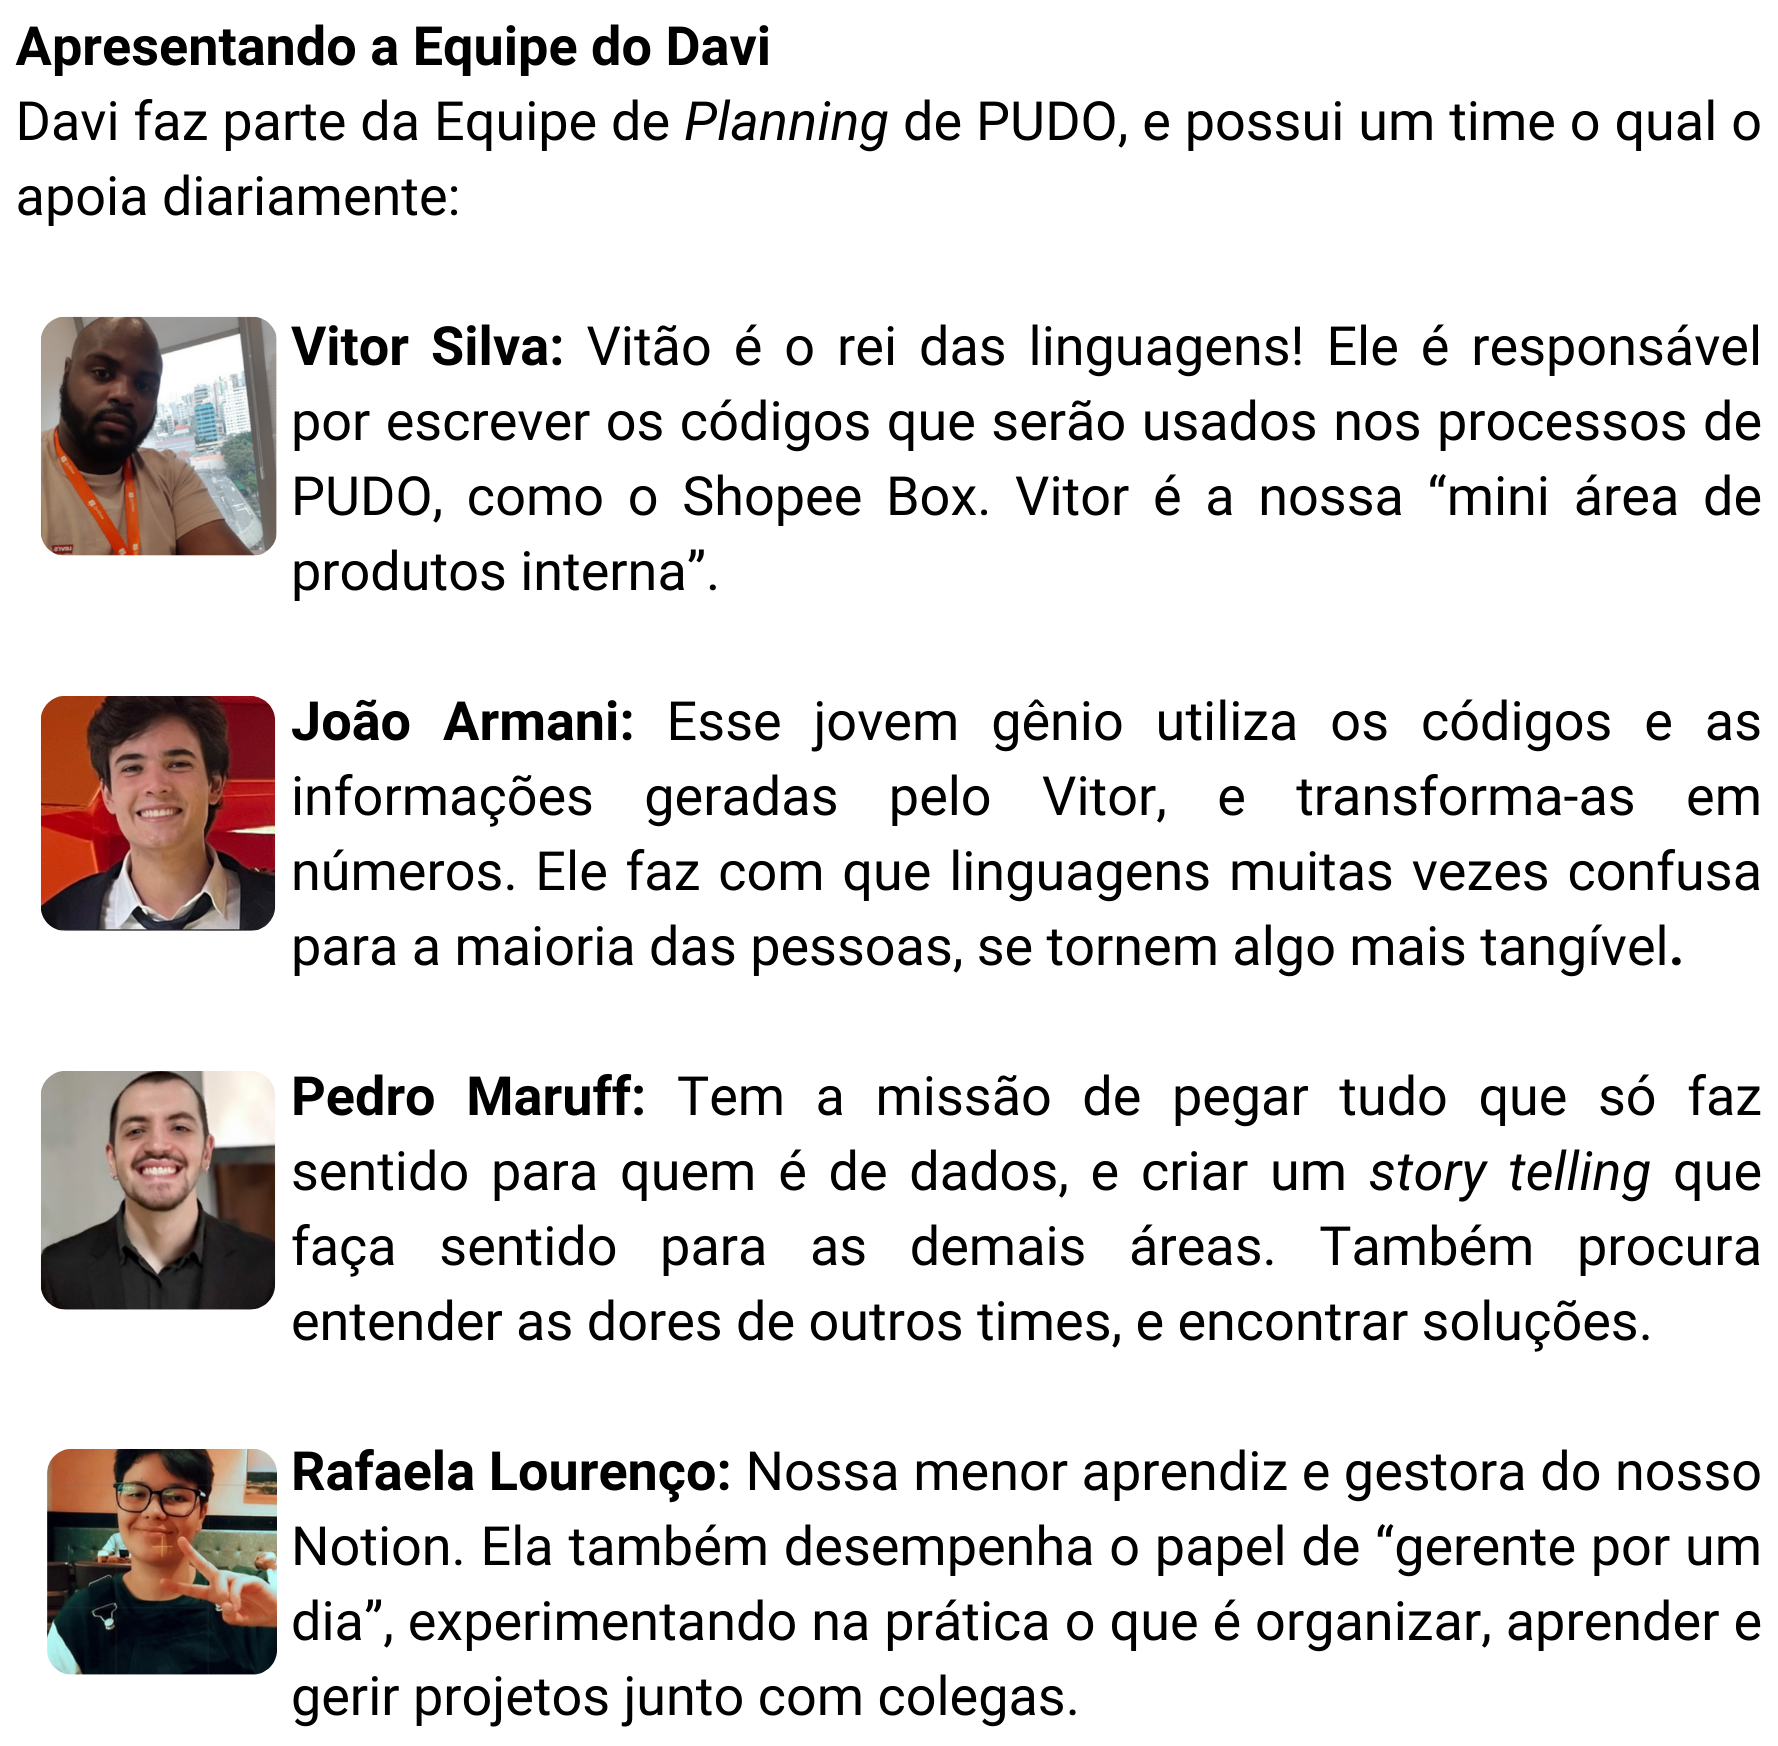 Apresentando a Equipe do Davi
Davi faz parte da Equipe de Planning de PUDO, e possui um time o qual o
apoia diariamente:
Vitor Silva: Vitão é o rei das linguagens! Ele é responsável
por escrever os códigos que serão usados nos processos de
PUDO, como o Shopee Box. Vitor é a nossa “mini área de
produtos interna”.
João Armani: Esse jovem gênio utiliza os códigos e as
informações geradas pelo Vitor, e transforma-as em
números. Ele faz com que linguagens muitas vezes confusa
para a maioria das pessoas, se tornem algo mais tangível.
Pedro Maruff: Tem a missão de pegar tudo que só faz
sentido para quem é de dados, e criar um story telling que
faça sentido para as demais áreas. Também procura
entender as dores de outros times, e encontrar soluções.
Rafaela Lourenço: Nossa menor aprendiz e gestora do nosso
Notion. Ela também desempenha o papel de “gerente por um
dia”, experimentando na prática o que é organizar, aprender e
gerir projetos junto com colegas.